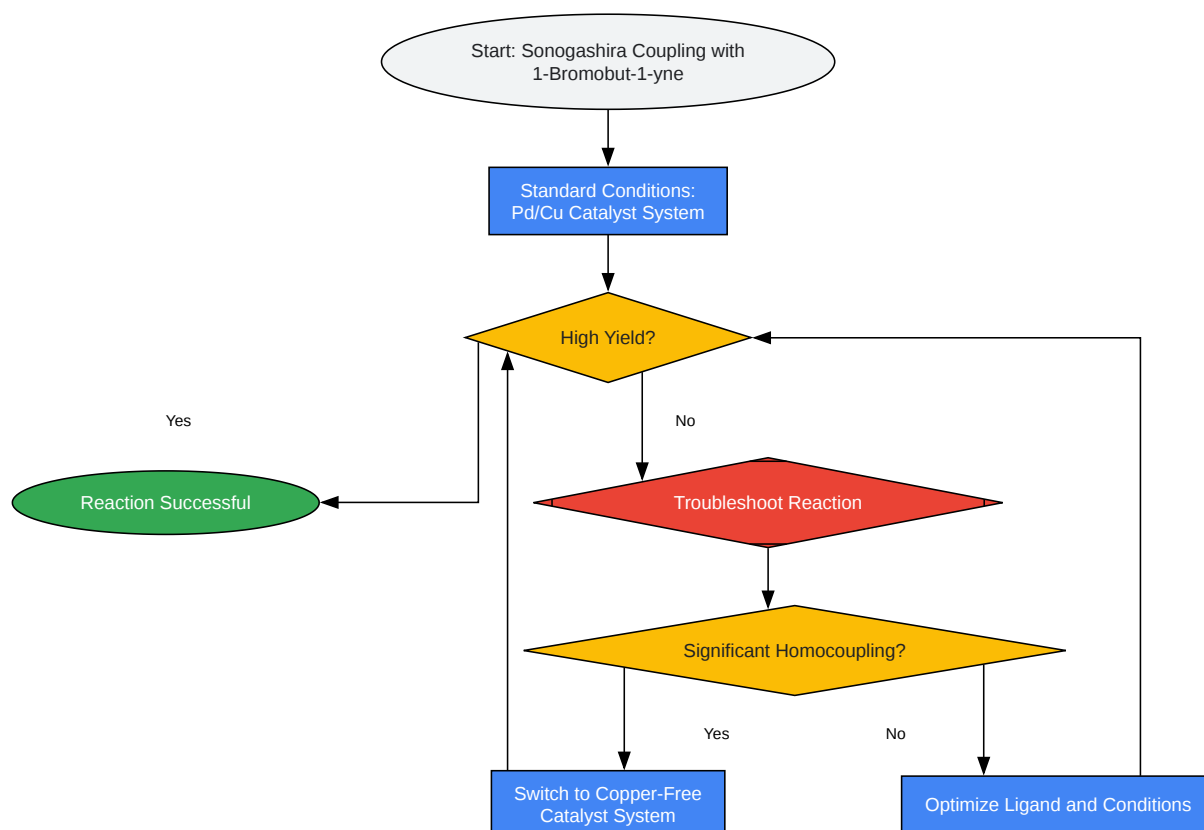 Start: Sonogashira Coupling with
1-Bromobut-1-yne
Standard Conditions:
Pd/Cu Catalyst System
High Yield?
Yes
No
Reaction Successful
Troubleshoot Reaction
Significant Homocoupling?
Yes
No
Switch to Copper-Free
Catalyst System
Optimize Ligand and Conditions